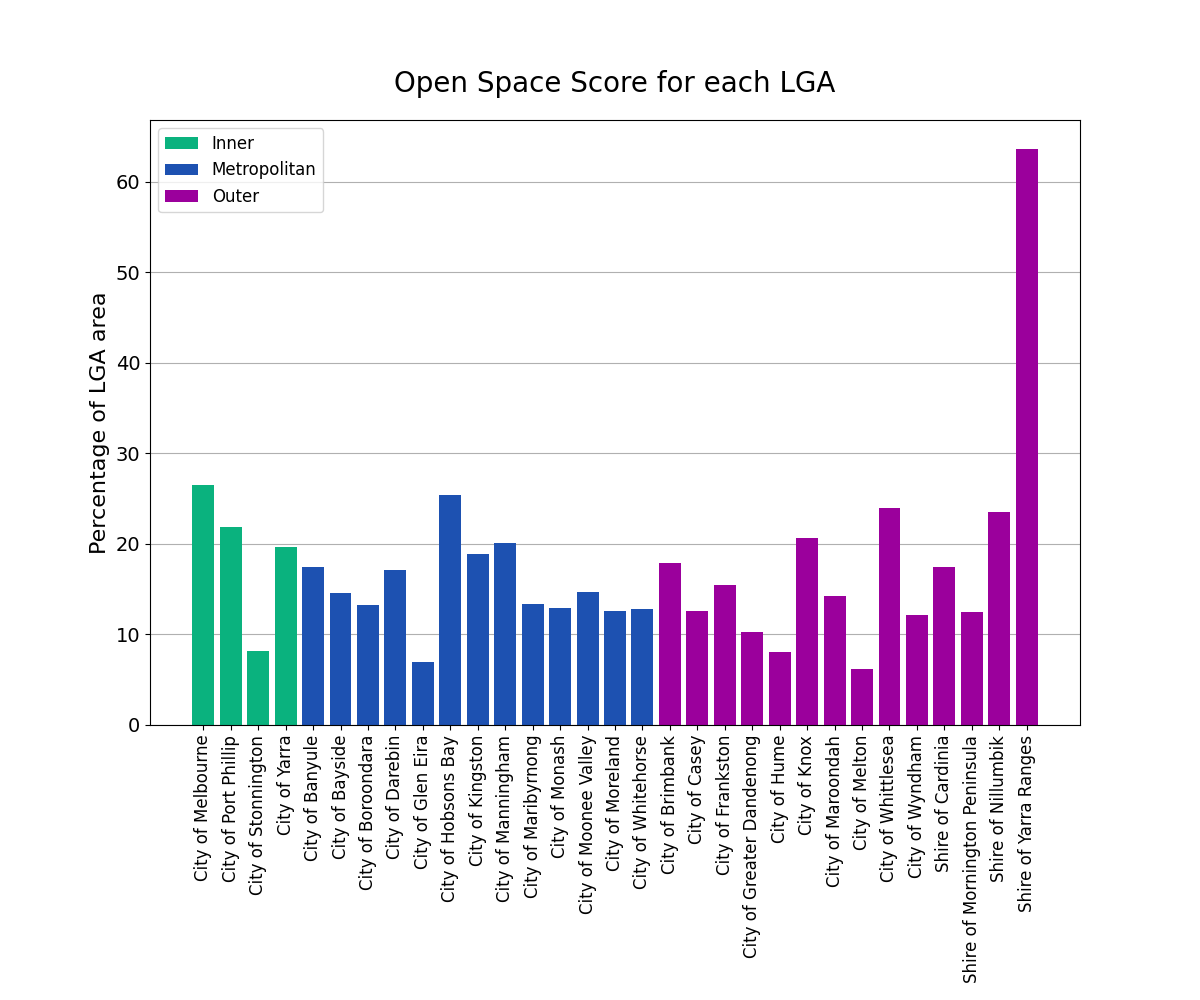 Open Space Score for each LGA
Inner
Metropolitan
Outer
Percentage of LGA area
60
50
40
30
20
10
0
City of Melbourne
City of Port Phillip
City of Stonnington
City of Yarra
City of Banyule
City of Bayside
City of Boroondara
City of Darebin
City of Glen Eira
City of Hobsons Bay
City of Kingston
City of Manningham
City of Maribyrnong
City of Monash
City of Moonee Valley
City of Moreland
City of Whitehorse
City of Brimbank
City of Casey
City of Frankston
City of Greater Dandenong
City of Hume
City of Knox
City of Maroondah
City of Melton
City of Whittlesea
City of Wyndham
Shire of Cardinia
Shire of Mornington Peninsula
Shire of Nillumbik
Shire of Yarra Ranges